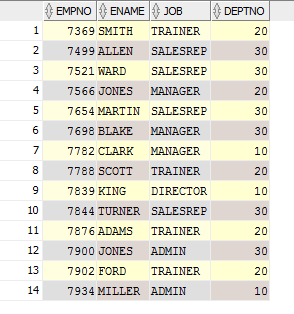 EMPNO ENAME JOB DEPTNO
1 7369 SMITH TRAINER 20
2 7499 ALLEN SALESREP 30
3 7521 WARD SALESREP 30
4 7566 JONES MANAGER 20
5 7654 MARTIN SALESREP 30
6 7698 BLAKE MANAGER 30
7 7782 CLARK MANAGER 10
8 7788 SCOTT TRAINER 20
9 7839 KING DIRECTOR 10
10 7844 TURNER SALESREP 30
11 7876 ADAMS TRAINER 20
12 7900 JONES ADMIN 30
13 7902 FORD TRAINER 20
14 7934 MILLER ADMIN 10